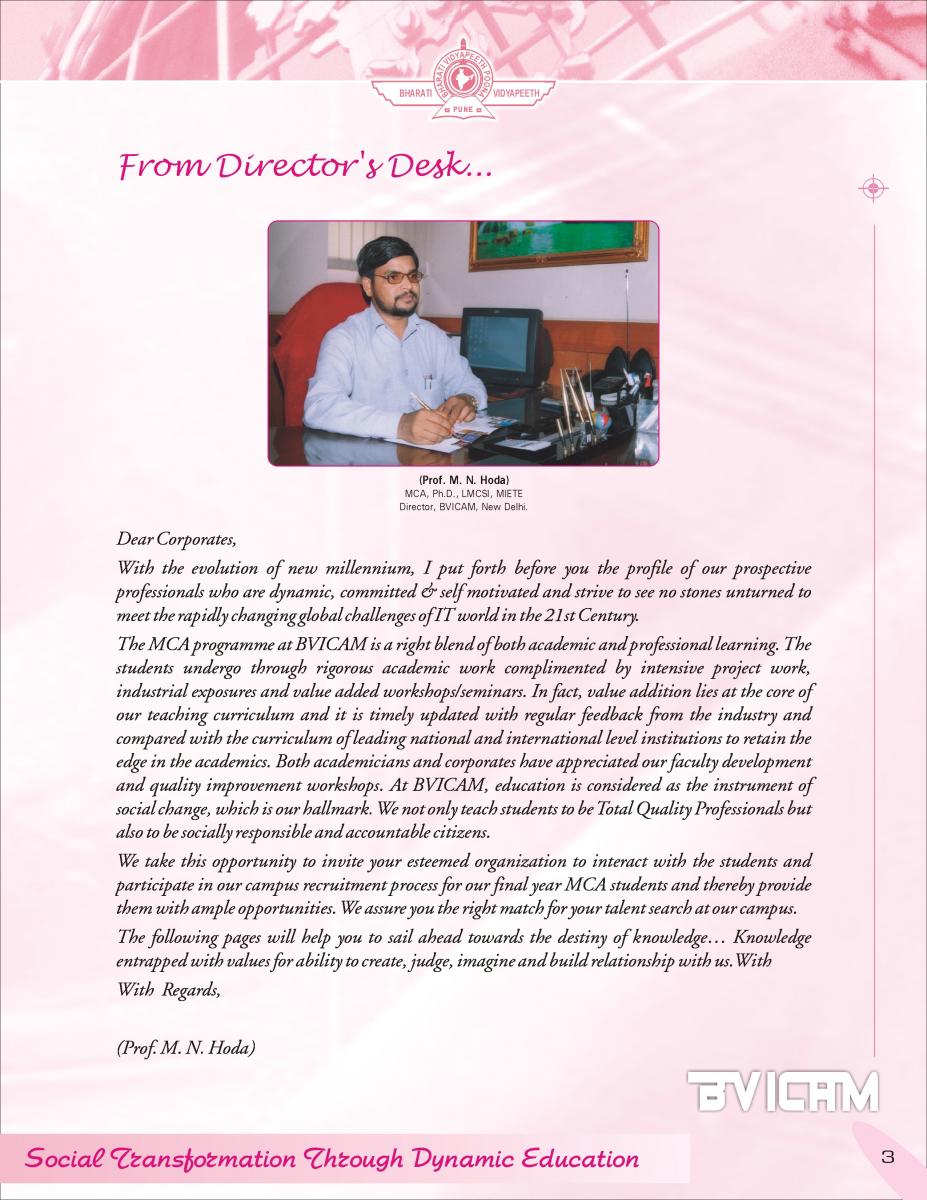 BHARATI VIDYAPEETH POONA
BHARATI VIDYAPEETH
PUNE
From Director's Desk...
(Prof. M. N. Hoda)
MCA, Ph.D., LMCSI, MIETE
Director, BVICAM, New Delhi.
Dear Corporates,
With the evolution of new millennium, I put forth before you the profile of our prospective
professionals who are dynamic, committed & self motivated and strive to see no stones unturned to
meet the rapidly changing global challenges of IT world in the 21st Century.
The MCA programme at BVICAM is a right blend of both academic and professional learning. The
students undergo through rigorous academic work complimented by intensive project work,
industrial exposures and value added workshops/seminars. In fact, value addition lies at the core of
our teaching curriculum and it is timely updated with regular feedback from the industry and
compared with the curriculum of leading national and international level institutions to retain the
edge in the academics. Both academicians and corporates have appreciated our faculty development
and quality improvement workshops. At BVICAM, education is considered as the instrument of
social change, which is our hallmark. We not only teach students to be Total Quality Professionals but
also to be socially responsible and accountable citizens.
We take this opportunity to invite your esteemed organization to interact with the students and
participate in our campus recruitment process for our final year MCA students and thereby provide
them with ample opportunities. We assure you the right match for your talent search at our campus.
The following pages will help you to sail ahead towards the destiny of knowledge… Knowledge
entrapped with values for ability to create, judge, imagine and build relationship with us.With
With Regards,
(Prof. M. N. Hoda)
BVICAM
Social Transformation Through Dynamic Education
3